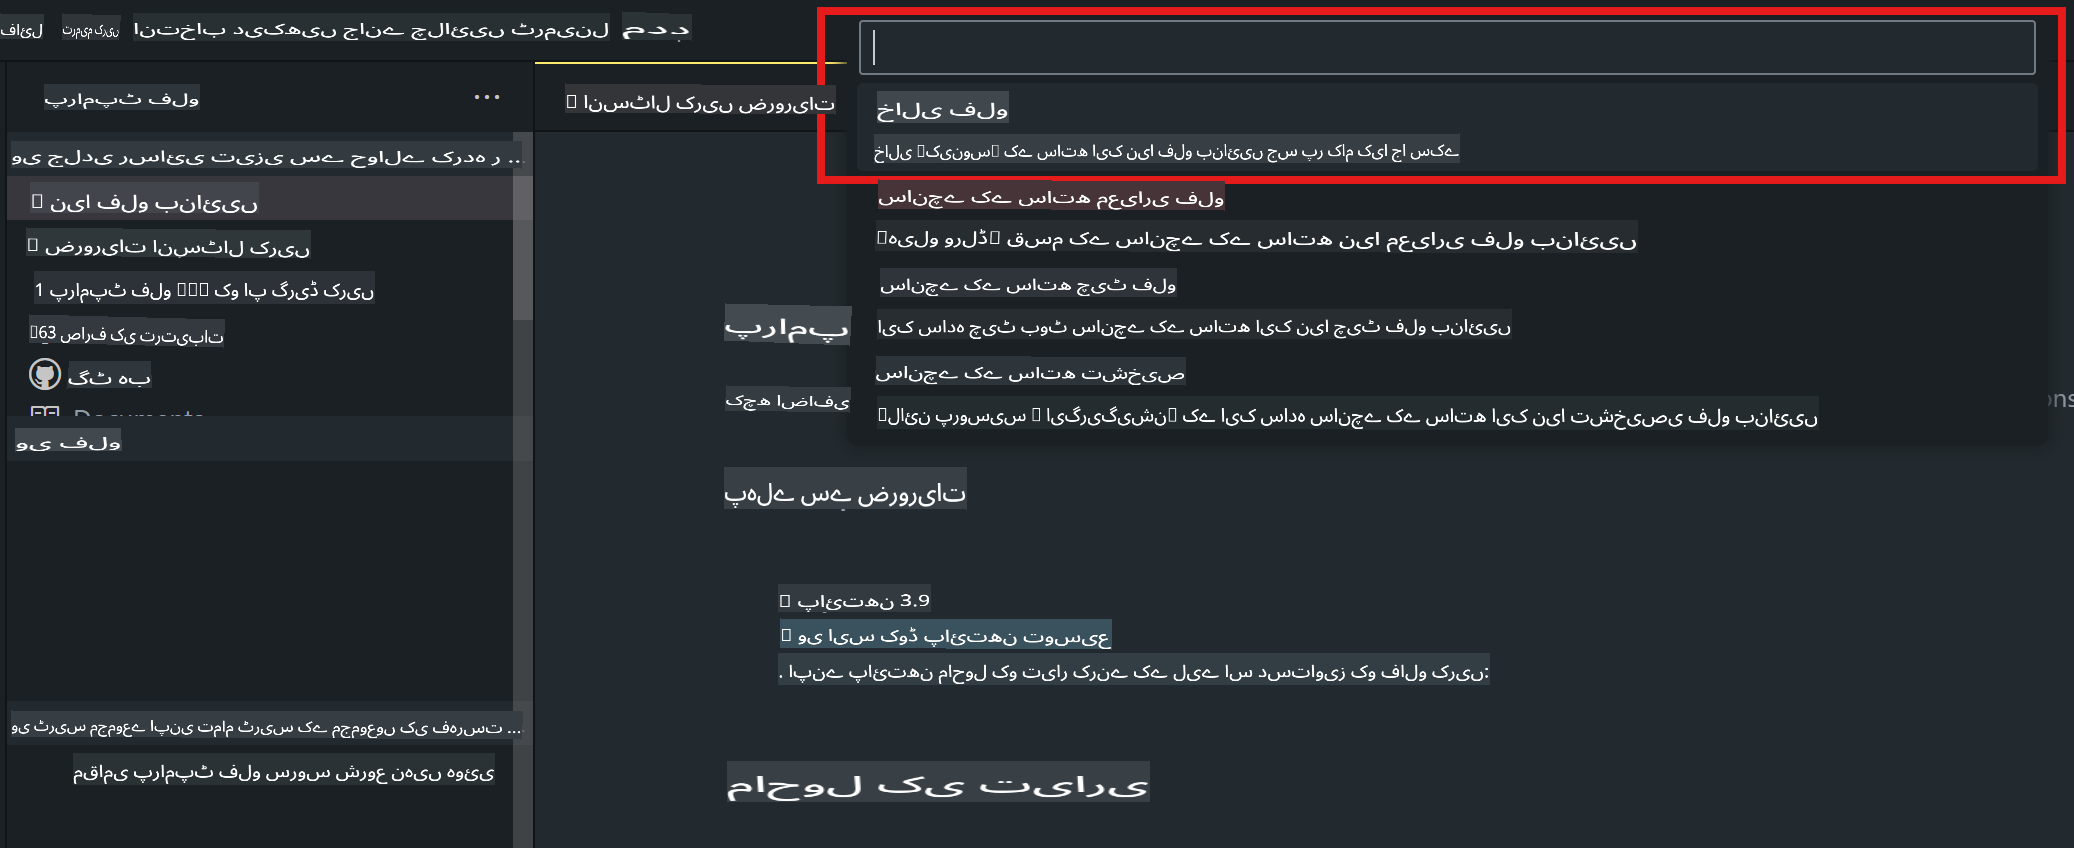 فائل ترمیم کریں انتخاب دیکھیں جانے چلائیں ٹرمینل مدد
پرامپٹ فلو
وی جلدی رسائی تیزی سے حوالے کردہ ر ...
نیا فلو بنائیں
ضروریات انسٹال کریں
1 پرامپٹ فلو کو اپ گریڈ کریں
63 صارف کی ترتیبات
گٹ ہب
Documents
وی فلو
وی ٹریس مجموعے اپنی تمام ٹریس کے مجموعوں کی فہرست ...
مقامی پرامپٹ فلو سروس شروع نہیں ہوئی
انسٹال کریں ضروریات
خالی فلو
خالی کینوس کے ساتھ ایک نیا فلو بنائیں جس پر کام کیا جا سکے
سانچے کے ساتھ معیاری فلو
ہیلو ورلڈ قسم کے سانچے کے ساتھ نیا معیاری فلو بنائیں
سانچے کے ساتھ چیٹ فلو
ایک سادہ چیٹ بوٹ سانچے کے ساتھ ایک نیا چیٹ فلو بنائیں
سانچے کے ساتھ تشخیص
لائن پروسیس ایگریگیشن کے ایک سادہ سانچے کے ساتھ ایک نیا تشخیصی فلو بنائیں
پرامپ
کچھ اضافی
پہلے سے ضروریات
پائتھن 3.9
وی ایس کوڈ پائتھن توسیع
. اپنے پائتھن ماحول کو تیار کرنے کے لیے اس دستاویز کو فالو کریں:
ماحول کی تیاری